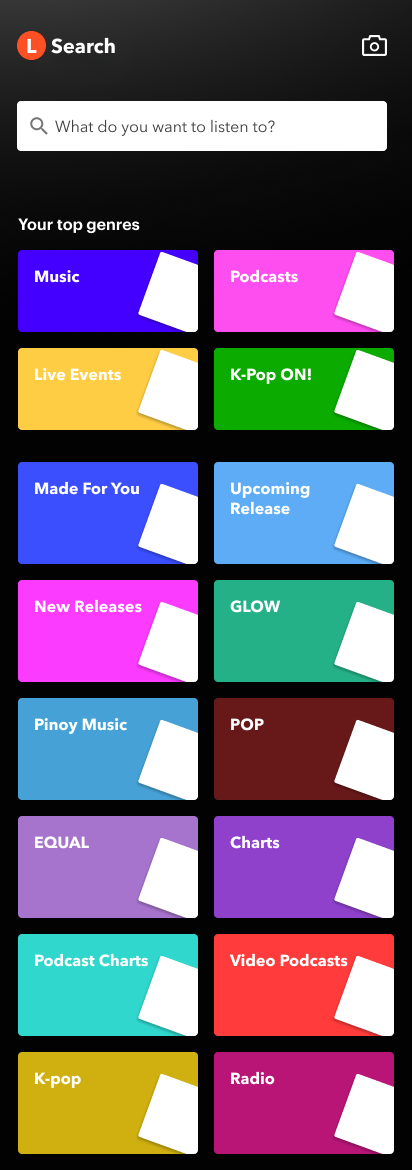 L Search
What do you want to listen to?
Your top genres
Music
Podcasts
Live Events
K-Pop ON!
Made For You
Upcoming
Release
New Releases
GLOW
Pinoy Music
POP
EQUAL
Charts
Podcast Charts
Video Podcasts
K-pop
Radio